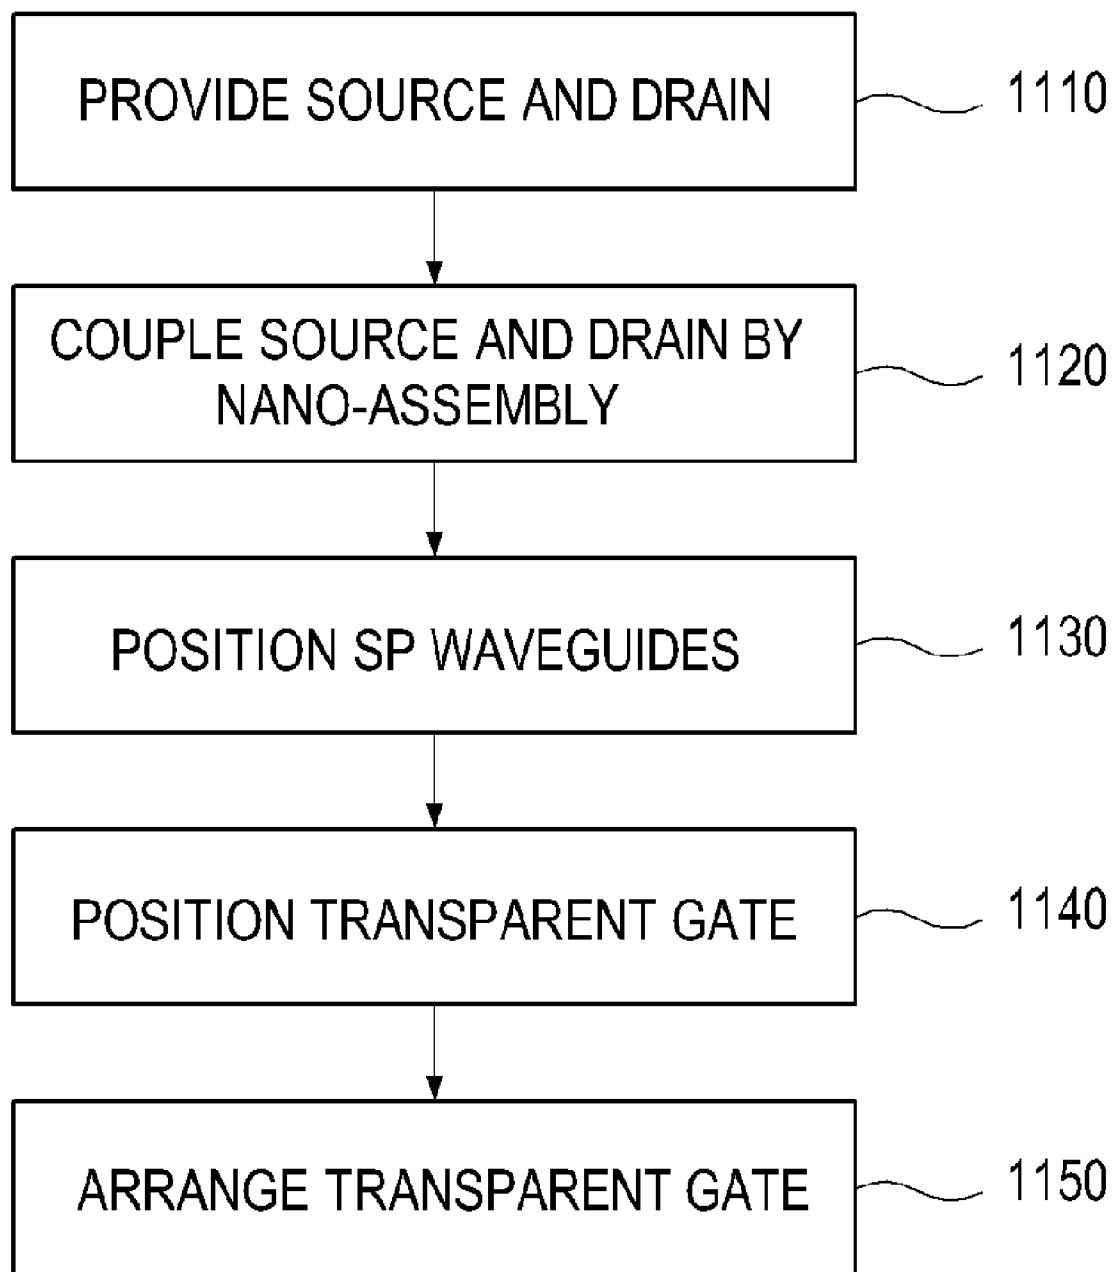 PROVIDE SOURCE AND DRAIN
1110
COUPLE SOURCE AND DRAIN BY
NANO-ASSEMBLY
1120
POSITION SP WAVEGUIDES
1130
POSITION TRANSPARENT GATE
1140
ARRANGE TRANSPARENT GATE
1150